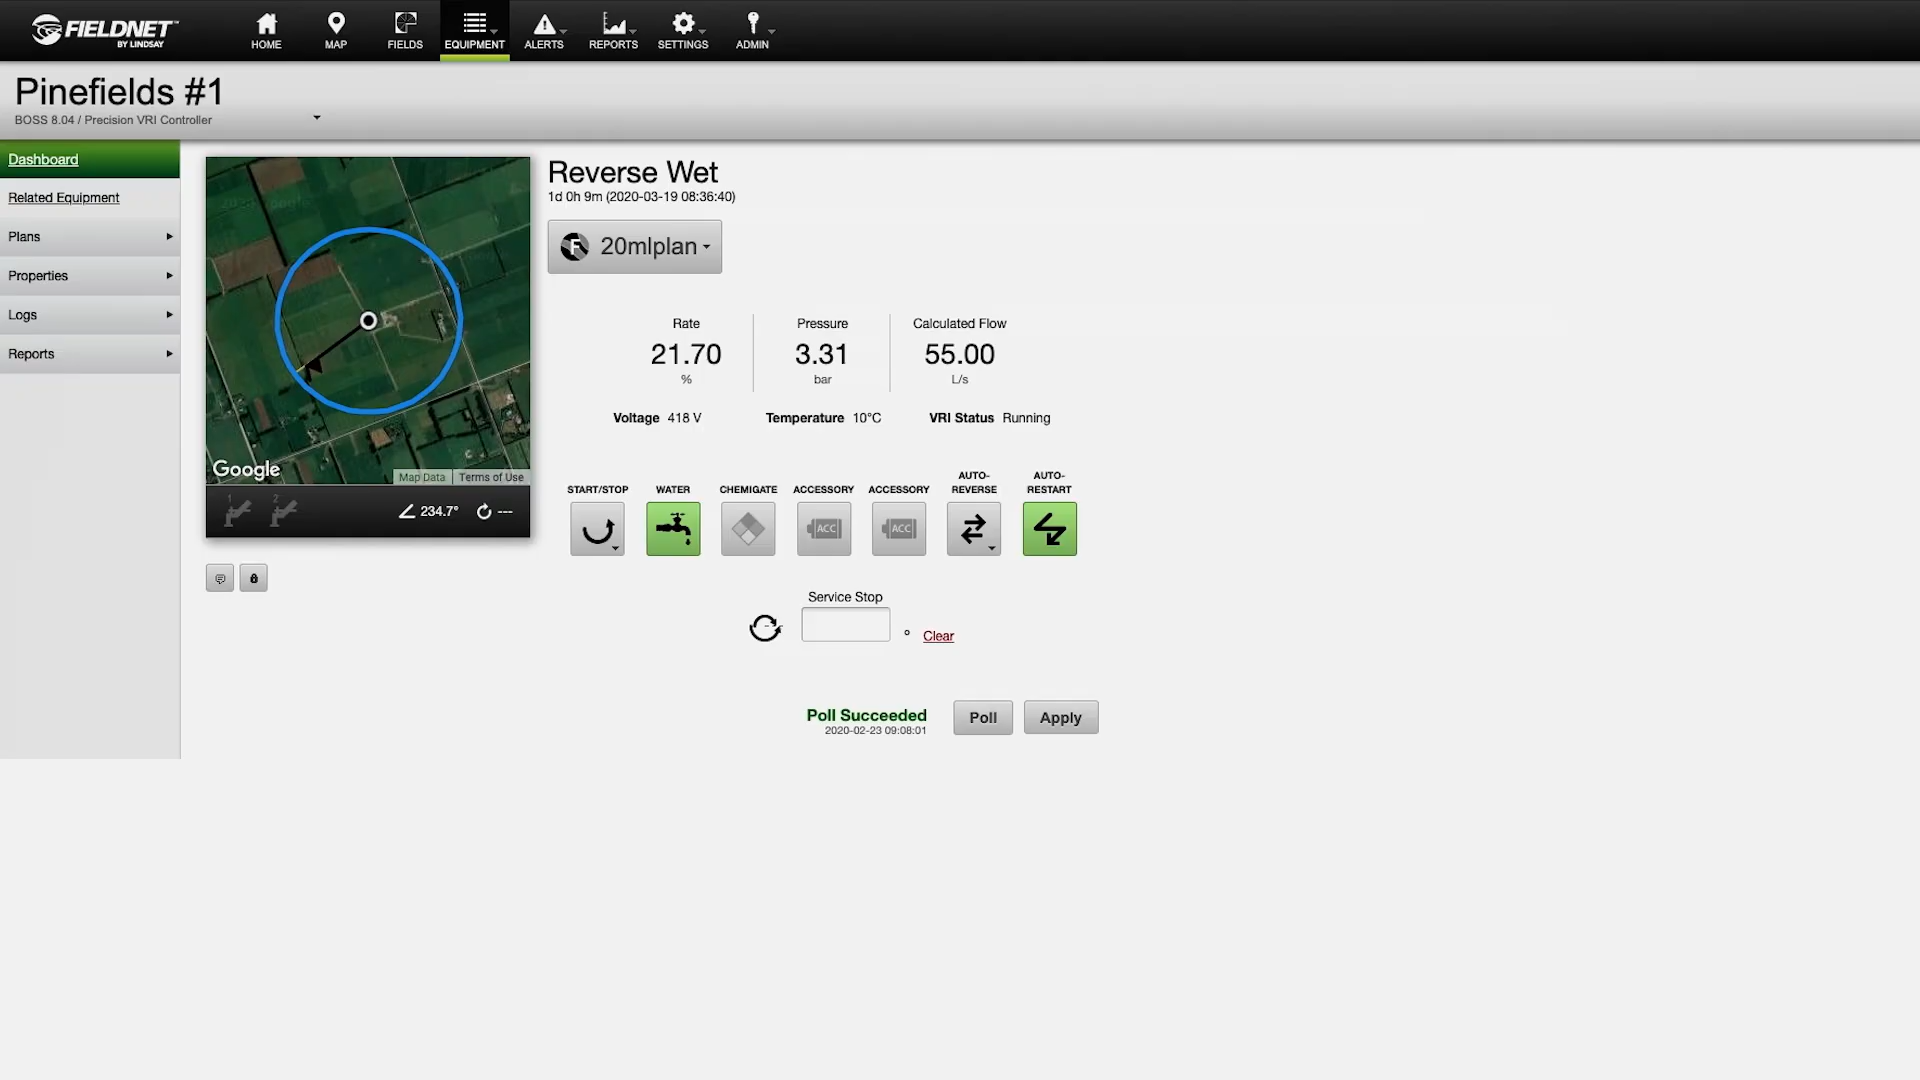 FIELDNET
BY LINDSAY
HOME
MAP
FIELDS
EQUIPMENT
ALERTS
REPORTS
SETTINGS
ADMIN
Pinefields #1
BOSS 8.04 / Precision VRI Controller
Dashboard
Related Equipment
Plans
Properties
Logs
Reports
Google
Map Data
Terms of Use
1
2
234.7°
---
Reverse Wet
1d 0h 9m (2020-03-19 08:36:40)
F 20mlplan
Rate
21.70
%
Pressure
3.31
bar
Calculated Flow
55.00
L/s
Voltage 418 V
Temperature 10°C
VRI Status Running
START/STOP
WATER
CHEMIGATE
ACCESSORY
ACC
ACCESSORY
ACC
AUTO-
REVERSE
AUTO-
RESTART
Service Stop
° Clear
Poll Succeeded
2020-02-23 09:08:01
Poll
Apply